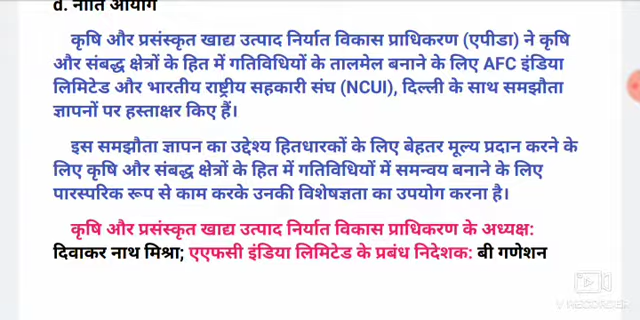 d. नीति आयोग
कृषि और प्रसंस्कृत खाद्य उत्पाद निर्यात विकास प्राधिकरण (एपीडा) ने कृषि
और संबद्ध क्षेत्रों के हित में गतिविधियों के तालमेल बनाने के लिए AFC इंडिया
लिमिटेड और भारतीय राष्ट्रीय सहकारी संघ (NCUI), दिल्ली के साथ समझौता
ज्ञापनों पर हस्ताक्षर किए हैं।
इस समझौता ज्ञापन का उद्देश्य हितधारकों के लिए बेहतर मूल्य प्रदान करने के
लिए कृषि और संबद्ध क्षेत्रों के हित में गतिविधियों में समन्वय बनाने के लिए
पारस्परिक रूप से काम करके उनकी विशेषज्ञता का उपयोग करना है।
कृषि और प्रसंस्कृत खाद्य उत्पाद निर्यात विकास प्राधिकरण के अध्यक्ष:
दिवाकर नाथ मिश्रा; एएफसी इंडिया लिमिटेड के प्रबंध निदेशक: बी गणेशन
V RECORDER